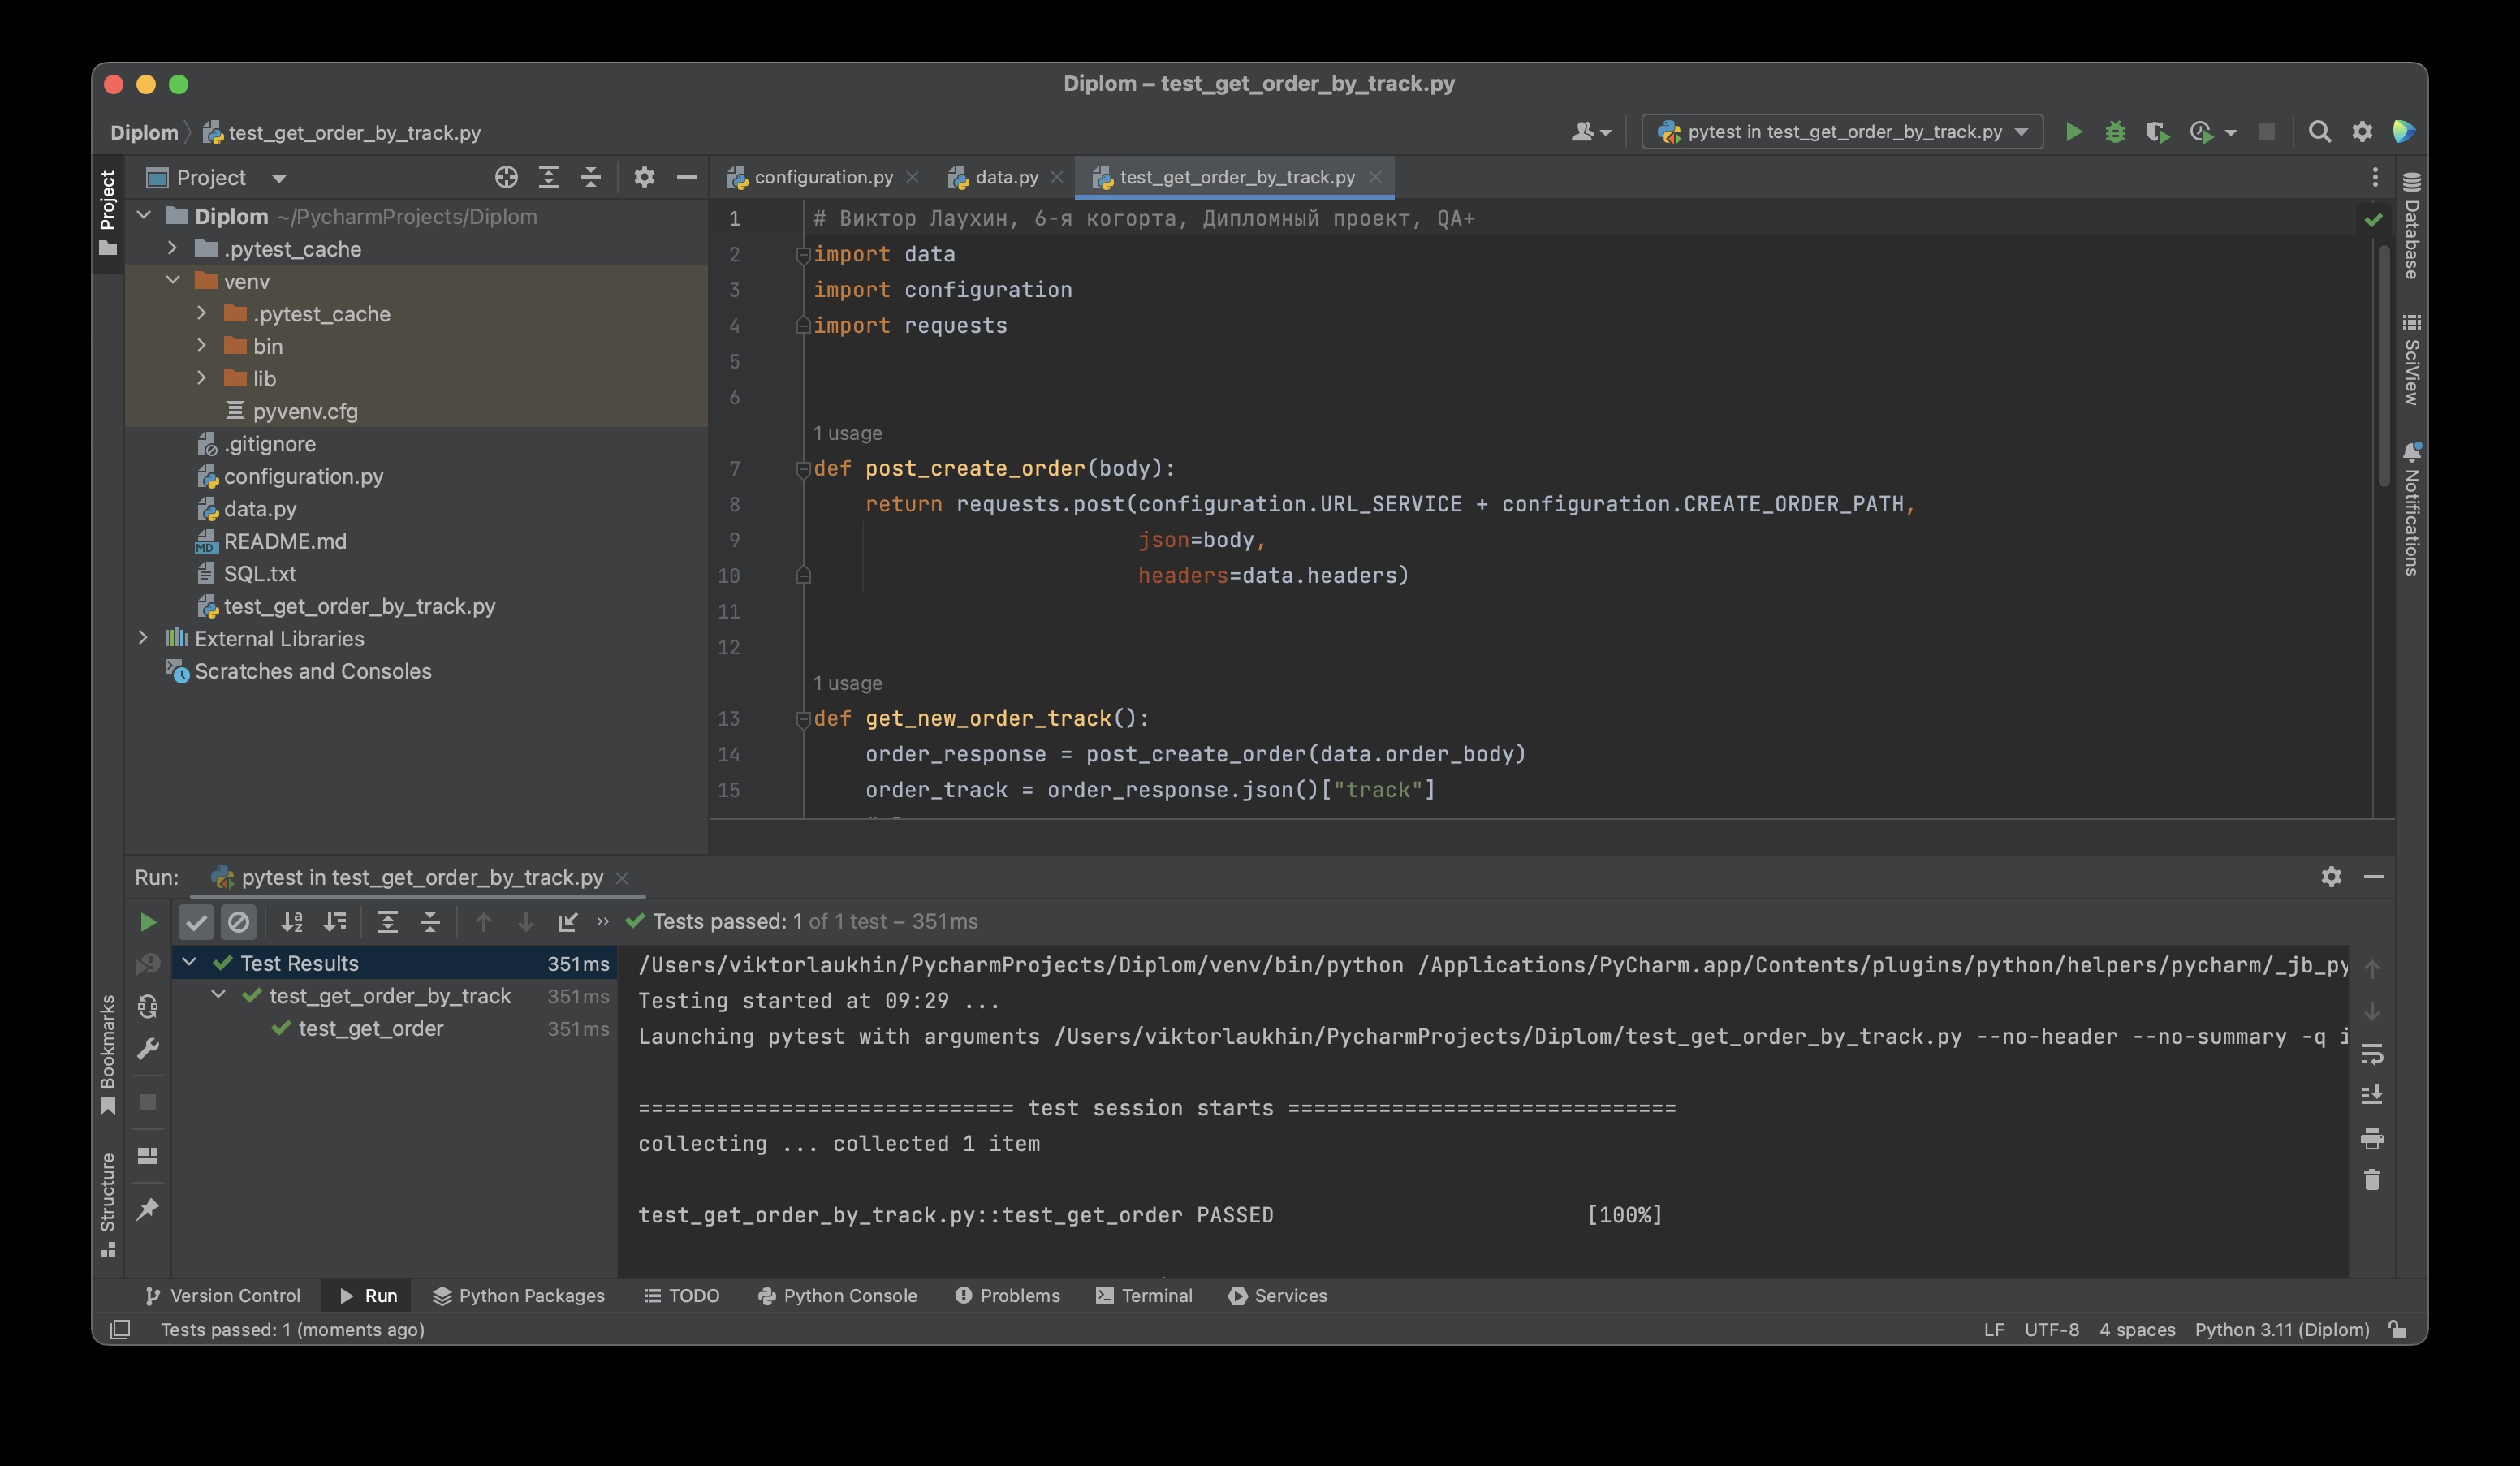 Diplom – test_get_order_by_track.py
Diplom
test_get_order_by_track.py
pytest in test_get_order_by_track.py
Project
Project
configuration.py
data.py
test_get_order_by_track.py
Diplom ~/PycharmProjects/Diplom
.pytest_cache
venv
.pytest_cache
bin
lib
pyvenv.cfg
.gitignore
configuration.py
data.py
README.md
SQL.txt
test_get_order_by_track.py
External Libraries
Scratches and Consoles
1 # Виктор Лаухин, 6-я когорта, Дипломный проект, QA+
2 import data
3 import configuration
4 import requests
5
6
1 usage
7 def post_create_order(body):
8 return requests.post(configuration.URL_SERVICE + configuration.CREATE_ORDER_PATH,
9 json=body,
10 headers=data.headers)
11
12
1 usage
13 def get_new_order_track():
14 order_response = post_create_order(data.order_body)
15 order_track = order_response.json()["track"]
Database
SciView
Notifications
Run: pytest in test_get_order_by_track.py
Tests passed: 1 of 1 test – 351ms
Test Results 351ms
test_get_order_by_track 351ms
test_get_order 351ms
/Users/viktorlaukhin/PycharmProjects/Diplom/venv/bin/python /Applications/PyCharm.app/Contents/plugins/python/helpers/pycharm/_jb_py
Testing started at 09:29 ...
Launching pytest with arguments /Users/viktorlaukhin/PycharmProjects/Diplom/test_get_order_by_track.py --no-header --no-summary -q i
============================= test session starts ==============================
collecting ... collected 1 item
test_get_order_by_track.py::test_get_order PASSED [100%]
Bookmarks
Structure
Version Control
Run
Python Packages
TODO
Python Console
Problems
Terminal
Services
Tests passed: 1 (moments ago)
LF
UTF-8
4 spaces
Python 3.11 (Diplom)